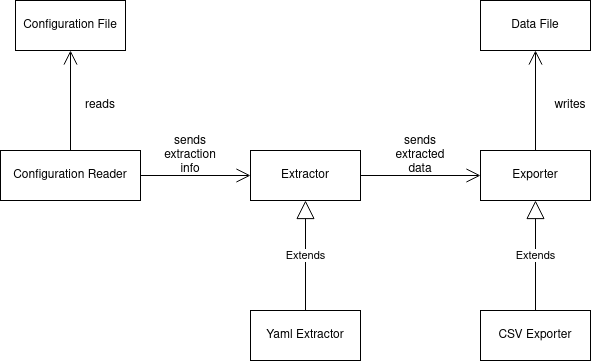 Configuration File
Data File
reads
writes
sends
extraction
info
sends
extracted
data
Configuration Reader
Extractor
Exporter
Extends
Extends
Yaml Extractor
CSV Exporter